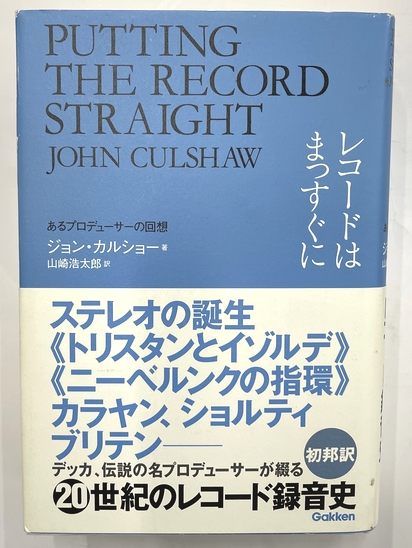 PUTTING
THE RECORD
STRAIGHT
JOHN CULSHAW
レコードは
まっすぐに
あるプロデューサーの回想
ジョン・カルショー 著
山崎浩太郎 訳
ステレオの誕生
《トリスタンとイゾルデ》
《ニーベルンクの指環》
カラヤン、ショルティ
ブリテン――
初邦訳
デッカ、伝説の名プロデューサーが綴る
20世紀のレコード録音史
Gakken